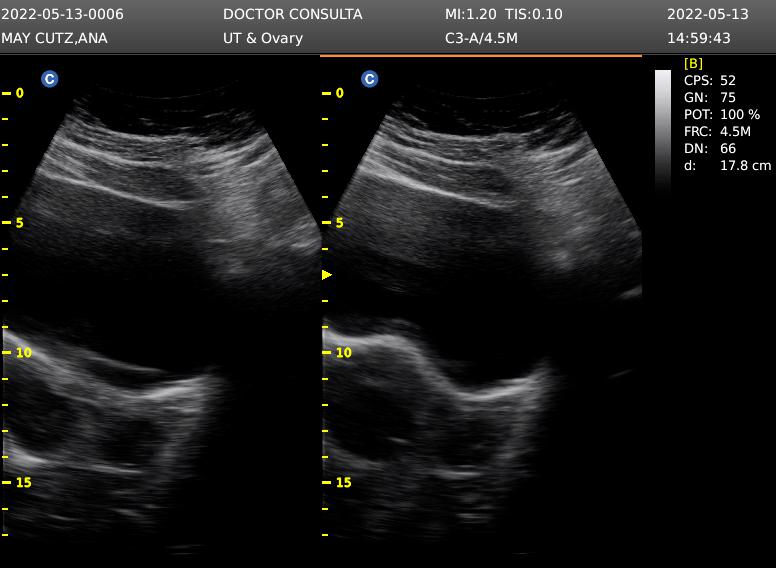 2022-05-13-0006 DOCTOR CONSULTA MI:1.20 TIS:0.10 2022-05-13
MAY CUTZ,ANA UT & Ovary C3-A/4.5M 14:59:43
[B]
CPS: 52
GN: 75
POT: 100 %
FRC: 4.5M
DN: 66
d: 17.8 cm
C C
0 0
5 5
10 10
15 15